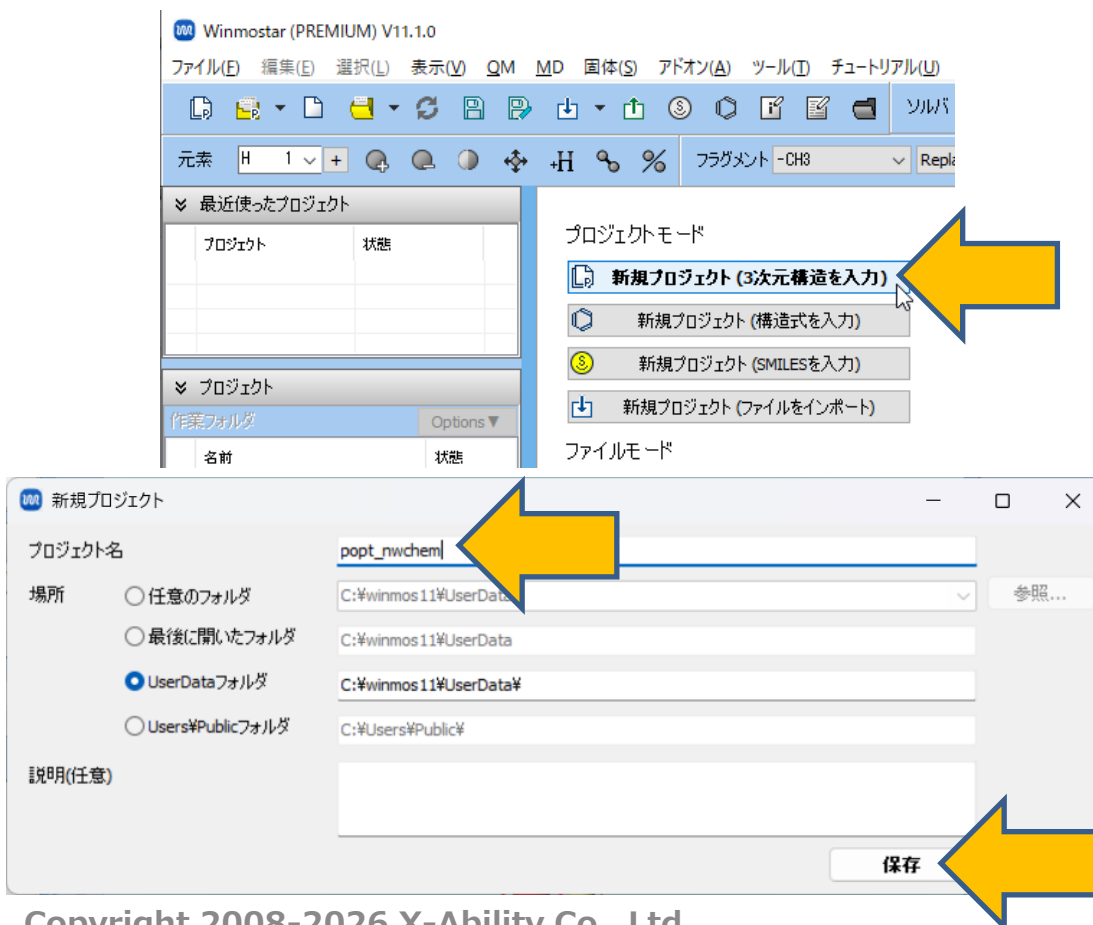 Winmostar (PREMIUM) V11.1.0
ファイル(F) 編集(E) 選択(L) 表示(V) QM MD 固体(S) アドオン(A) ツール(T) チュートリアル(U)
ソルバ
元素 H 1 + +H フラグメント -CH3
最近使ったプロジェクト
プロジェクト 状態
プロジェクトモード
新規プロジェクト (3次元構造を入力)
新規プロジェクト (構造式を入力)
新規プロジェクト (SMILESを入力)
新規プロジェクト (ファイルをインポート)
プロジェクト
作業フォルダ Options▼
名前 状態
ファイルモード
新規プロジェクト
プロジェクト名 popt_nwchem
場所 任意のフォルダ C:¥winmos11¥UserData 参照...
最後に開いたフォルダ C:¥winmos11¥UserData
UserDataフォルダ C:¥winmos11¥UserData¥
Users¥Publicフォルダ C:¥Users¥Public¥
説明(任意)
保存
Copyright 2008-2026 X-Ability Co., Ltd.